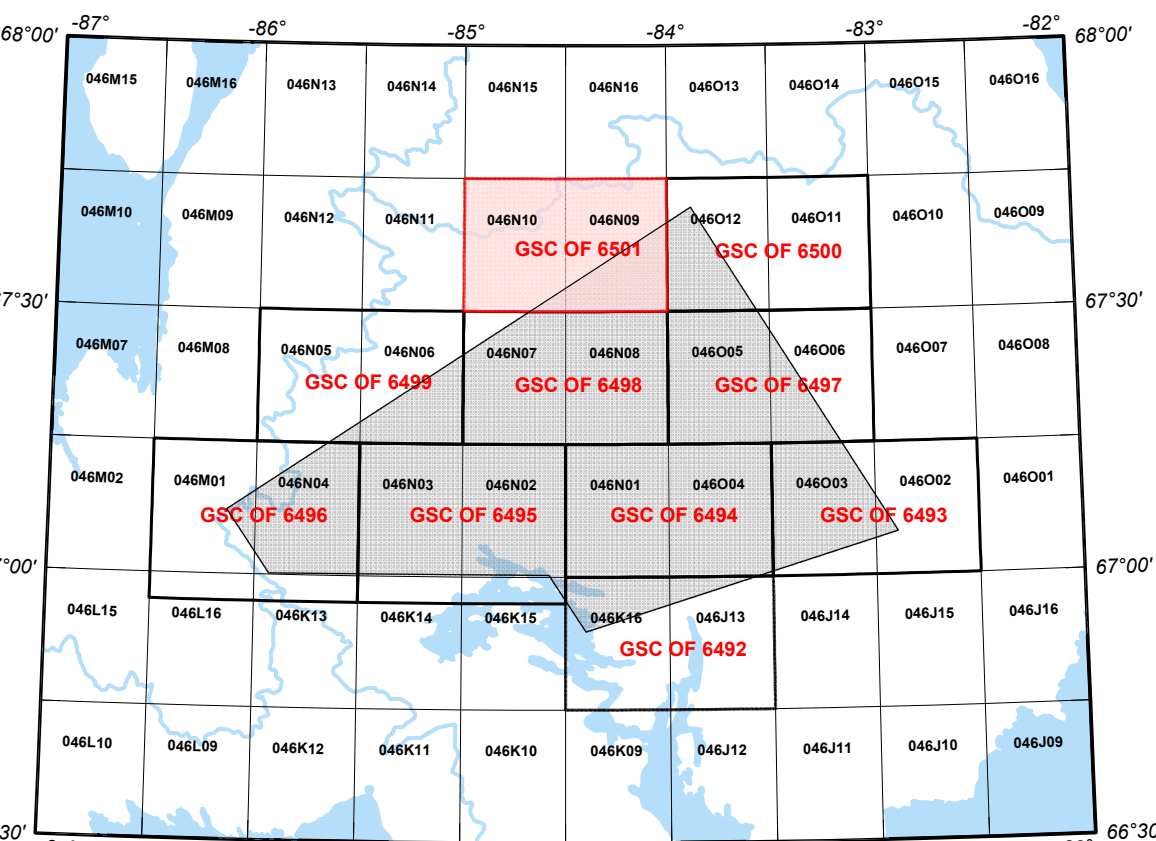 -87° -86° -85° -84° -83° -82°
68°00' 68°00'
046M15 046M16 046N13 046N14 046N15 046N16 046O13 046O14 046O15 046O16
046M10 046M09 046N12 046N11 046N10 046N09 046O12 046O11 046O10 046O09
GSC OF 6501 GSC OF 6500
7°30' 67°30'
046M07 046M08 046N05 046N06 046N07 046N08 046O05 046O06 046O07 046O08
GSC OF 6499 GSC OF 6498 GSC OF 6497
046M02 046M01 046N04 046N03 046N02 046N01 046O04 046O03 046O02 046O01
GSC OF 6496 GSC OF 6495 GSC OF 6494 GSC OF 6493
7°00' 67°00'
046L15 046L16 046K13 046K14 046K15 046K16 046J13 046J14 046J15 046J16
GSC OF 6492
046L10 046L09 046K12 046K11 046K10 046K09 046J12 046J11 046J10 046J09
30' 66°30'